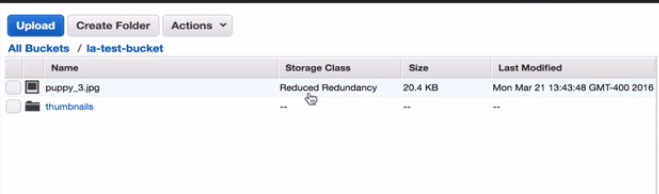 Upload Create Folder Actions
All Buckets / la-test-bucket
Name Storage Class Size Last Modified
puppy_3.jpg Reduced Redundancy 20.4 KB Mon Mar 21 13:43:48 GMT-400 2016
thumbnails -- -- --